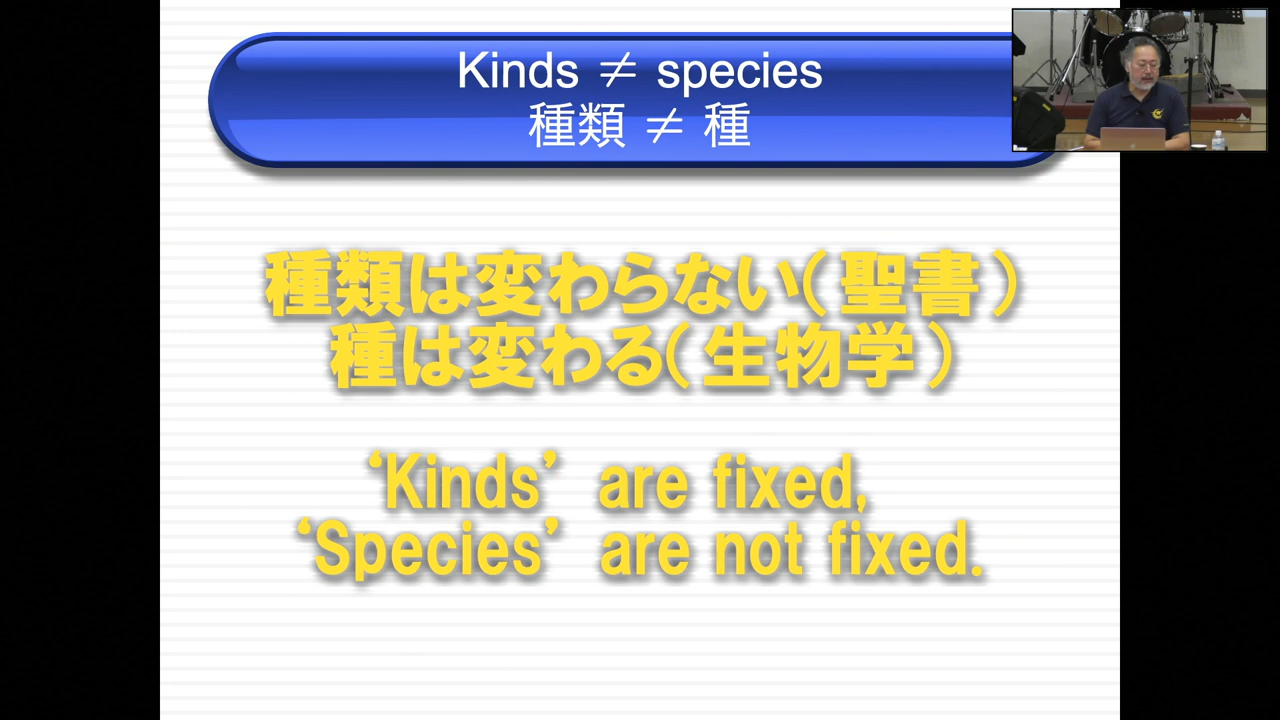 Kinds ≠ species
種類 ≠ 種
種類は変わらない(聖書)
種は変わる(生物学)
‘Kinds’ are fixed,
‘Species’ are not fixed.